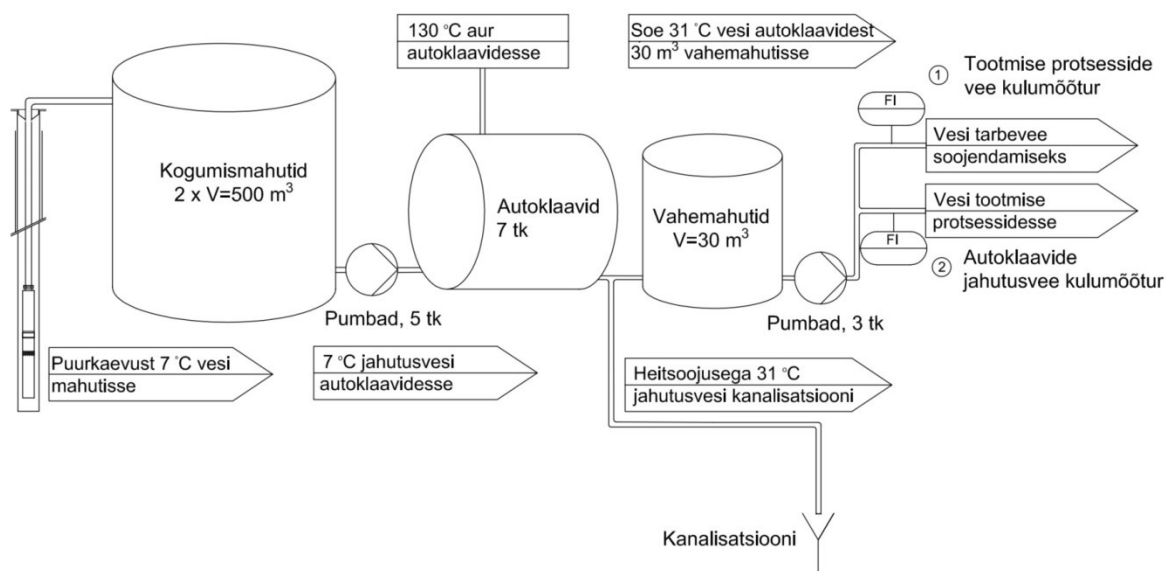 130 °C aur
autoklaavidesse
Soe 31 °C vesi autoklaavidest
30 m³ vahemahutisse
① Tootmise protsesside
vee kulumõõtur
FI
Vesi tarbevee
soojendamiseks
Kogumismahutid
2 x V=500 m³
Autoklaavid
7 tk
Vahemahutid
V=30 m³
Vesi tootmise
protsessidesse
FI
② Autoklaavide
jahutusvee kulumõõtur
Pumbad, 5 tk
Pumbad, 3 tk
Puurkaevust 7 °C vesi
mahutisse
7 °C jahutusvesi
autoklaavidesse
Heitsoojusega 31 °C
jahutusvesi kanalisatsiooni
Kanalisatsiooni